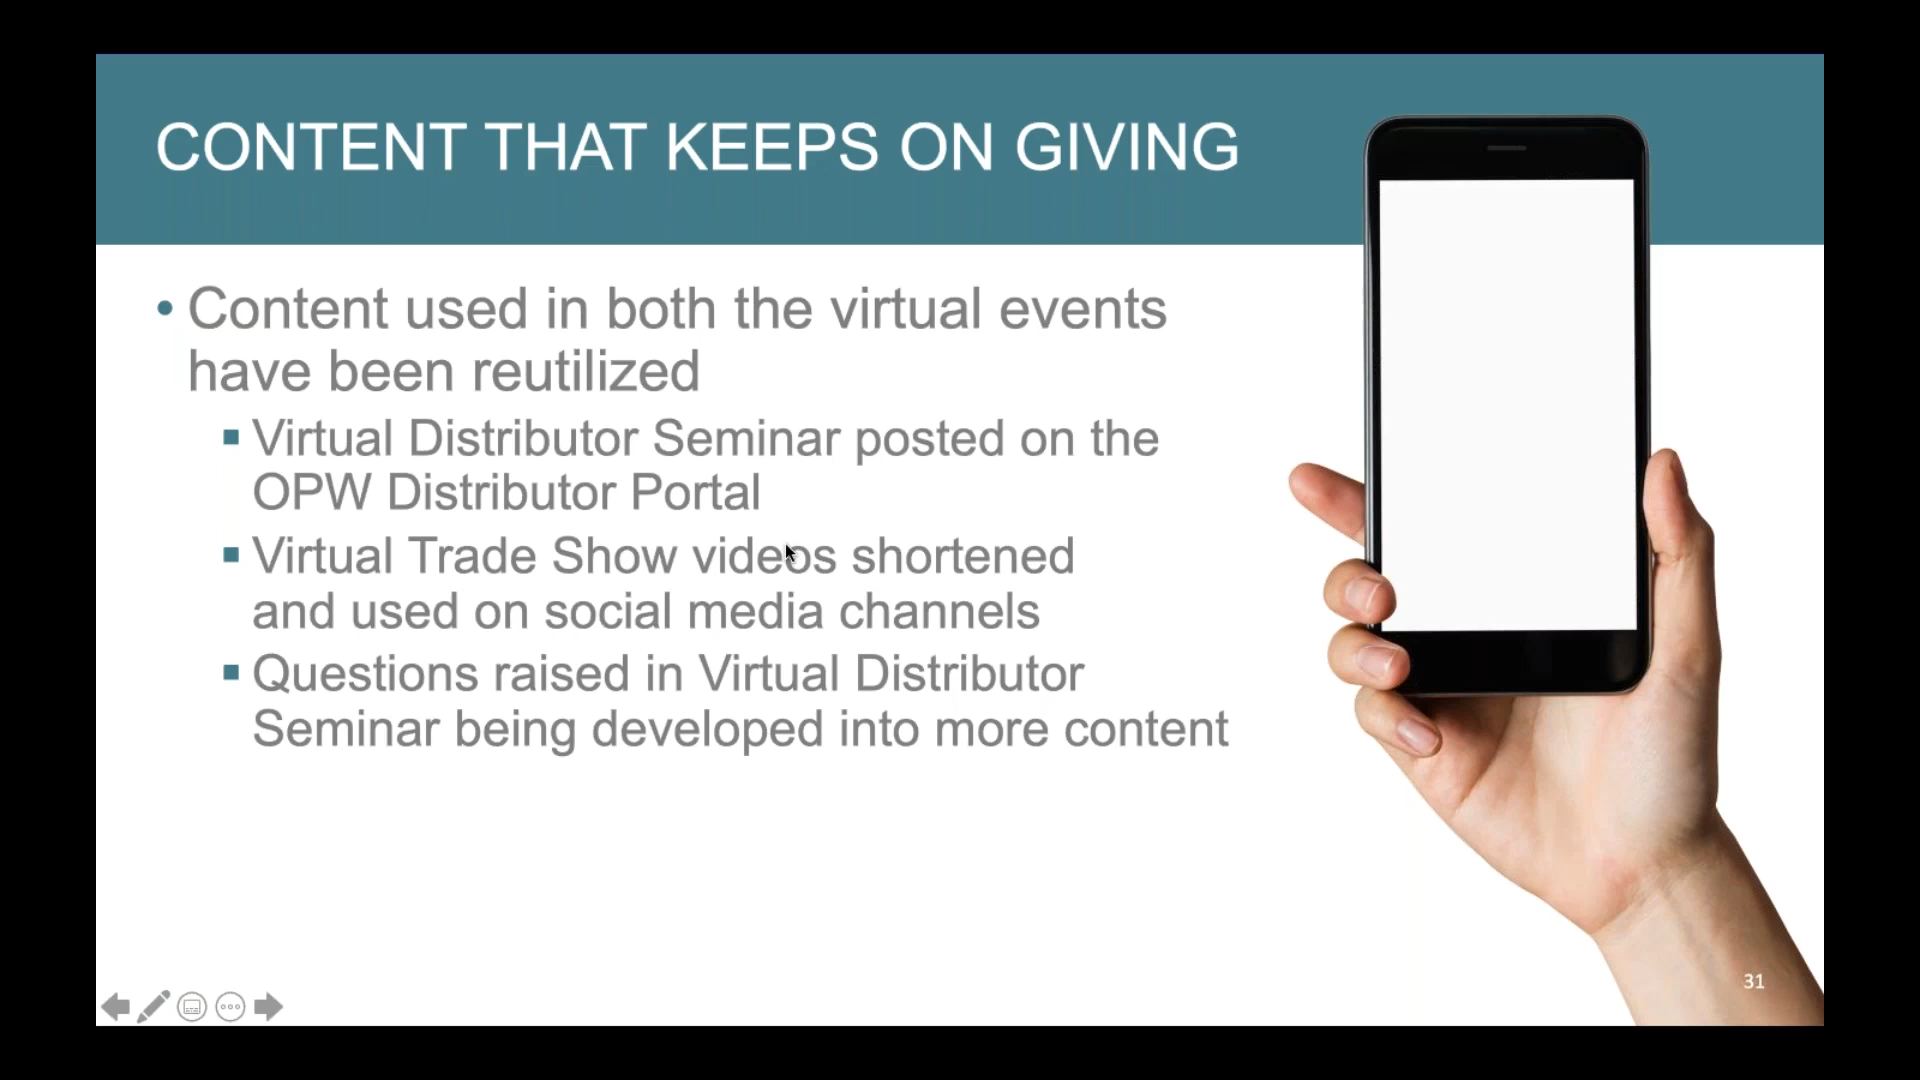 CONTENT THAT KEEPS ON GIVING
• Content used in both the virtual events
have been reutilized
▪ Virtual Distributor Seminar posted on the
OPW Distributor Portal
▪ Virtual Trade Show videos shortened
and used on social media channels
▪ Questions raised in Virtual Distributor
Seminar being developed into more content
31